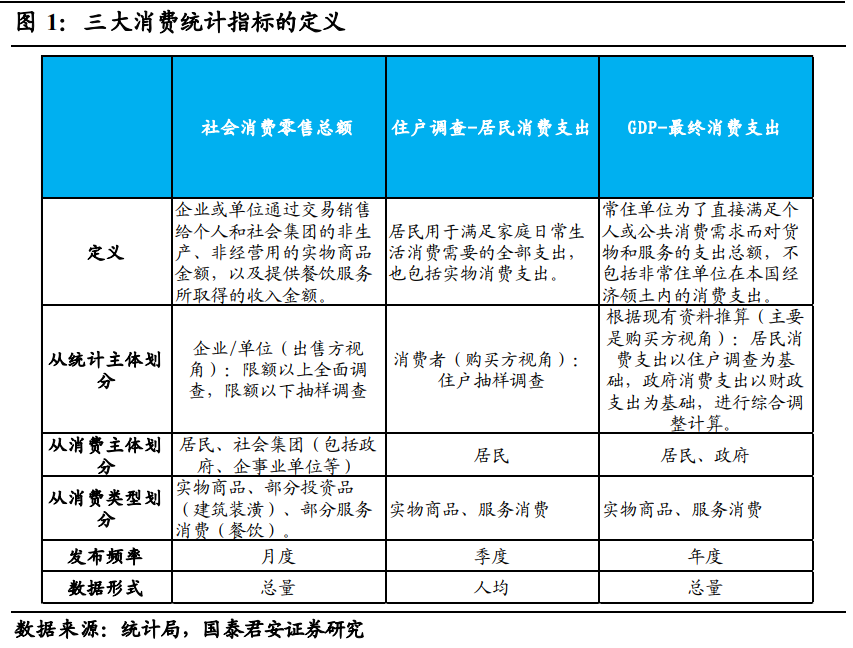 图 1：三大消费统计指标的定义
社会消费零售总额
住户调查-居民消费支出
GDP-最终消费支出
定义
企业或单位通过交易销售
给个人和社会集团的非生
产、非经营用的实物商品
金额，以及提供餐饮服务
所取得的收入金额。
居民用于满足家庭日常生
活消费需要的全部支出，
也包括实物消费支出。
常住单位为了直接满足个
人或公共消费需求而对货
物和服务的支出总额，不
包括非常住单位在本国经
济领土内的消费支出。
从统计主体划
分
企业/单位（出售方视
角）：限额以上全面调
查，限额以下抽样调查
消费者（购买方视角）：
住户抽样调查
根据现有资料推算（主要
是购买方视角）：居民消
费支出以住户调查为基
础，政府消费支出以财政
支出为基础，进行综合调
整计算。
从消费主体划
分
居民、社会集团（包括政
府、企事业单位等）
居民
居民、政府
从消费类型划
分
实物商品、部分投资品
（建筑装潢）、部分服务
消费（餐饮）。
实物商品、服务消费
实物商品、服务消费
发布频率
月度
季度
年度
数据形式
总量
人均
总量
数据来源：统计局，国泰君安证券研究